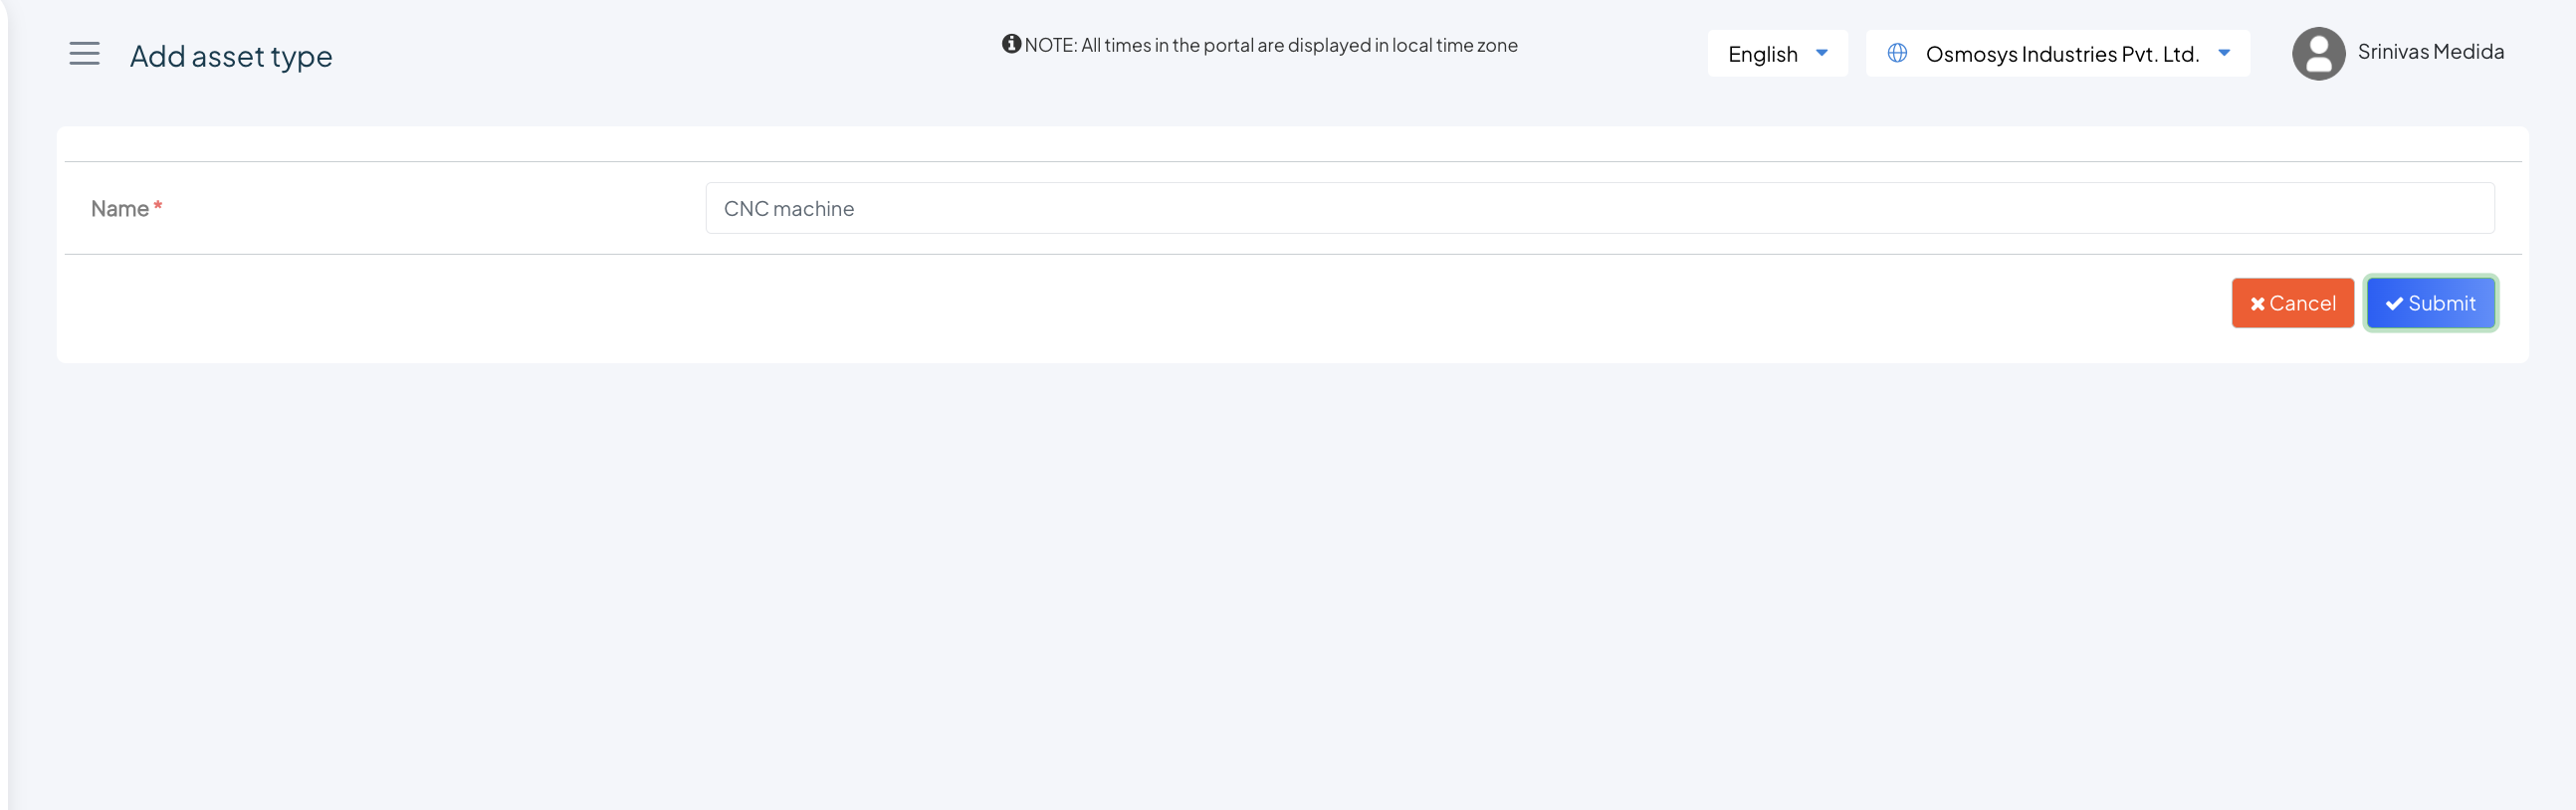 Add asset type
NOTE: All times in the portal are displayed in local time zone
English
Osmosys Industries Pvt. Ltd.
Srinivas Medida
Name *
CNC machine
Cancel
Submit